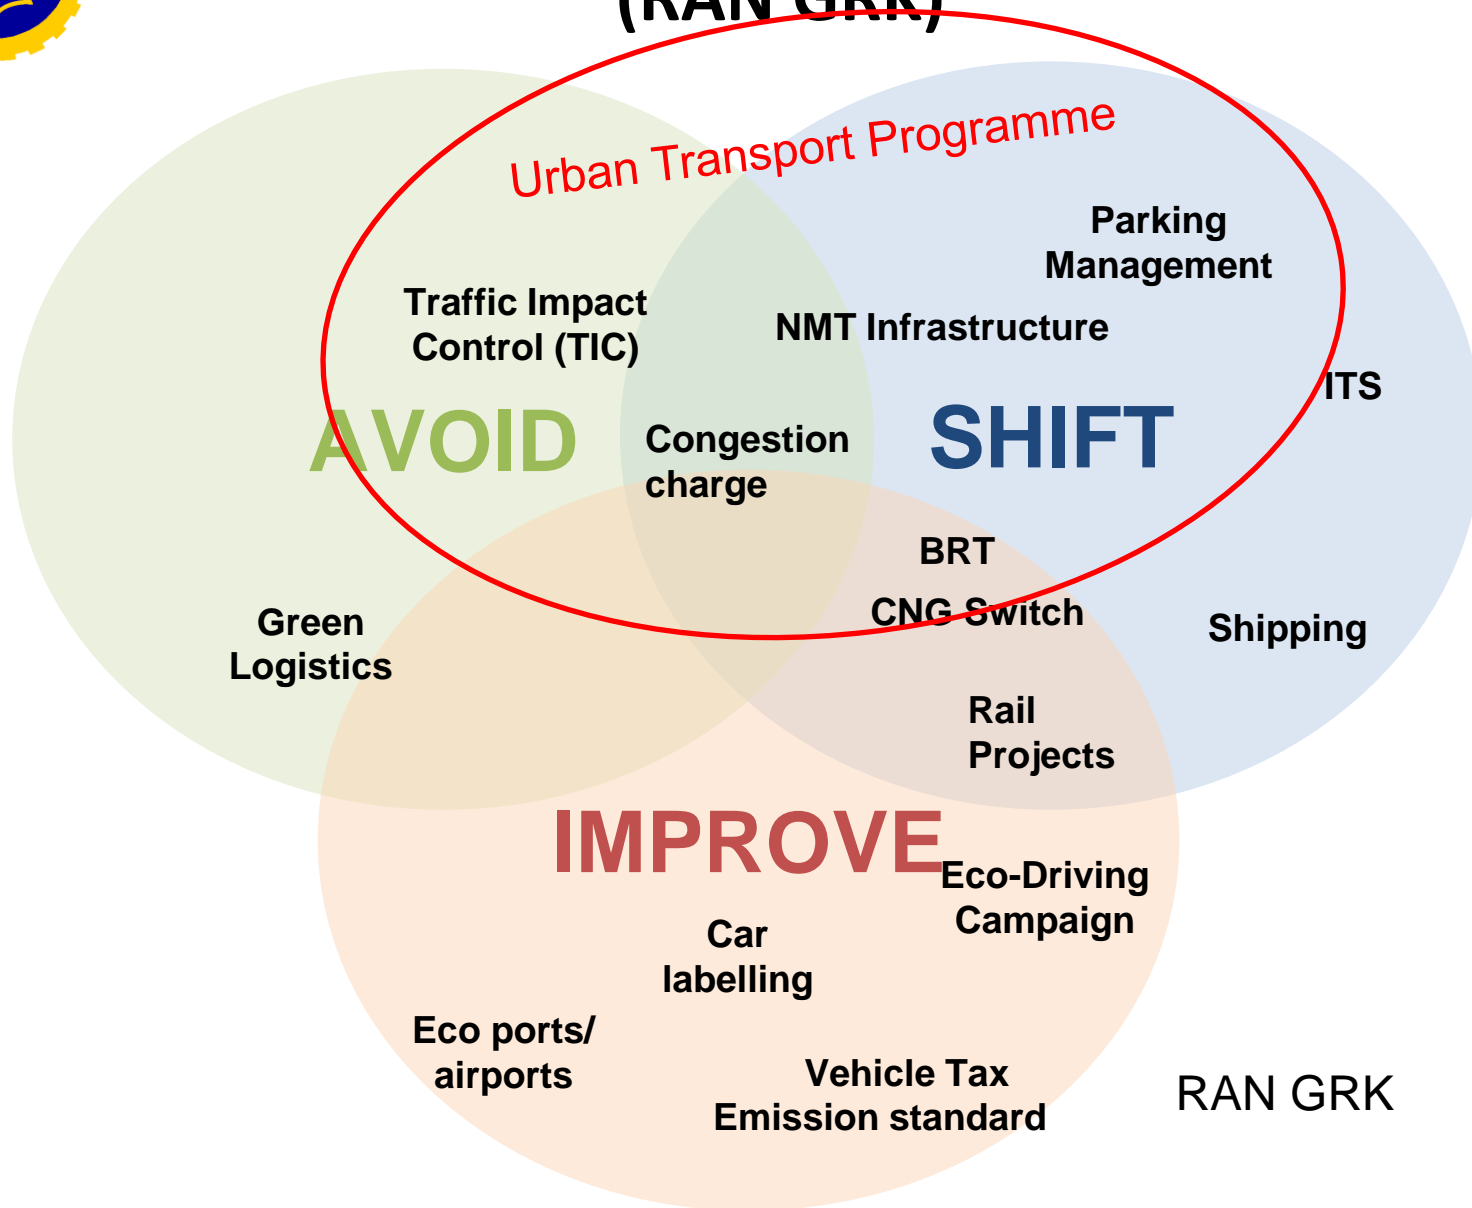 (RAN GRK)
Urban Transport Programme
Parking
Management
Traffic Impact
Control (TIC)
NMT Infrastructure
ITS
AVOID
SHIFT
Congestion
charge
BRT
CNG Switch
Green
Logistics
Shipping
Rail
Projects
IMPROVE
Eco-Driving
Campaign
Car
labelling
Eco ports/
airports
Vehicle Tax
Emission standard
RAN GRK